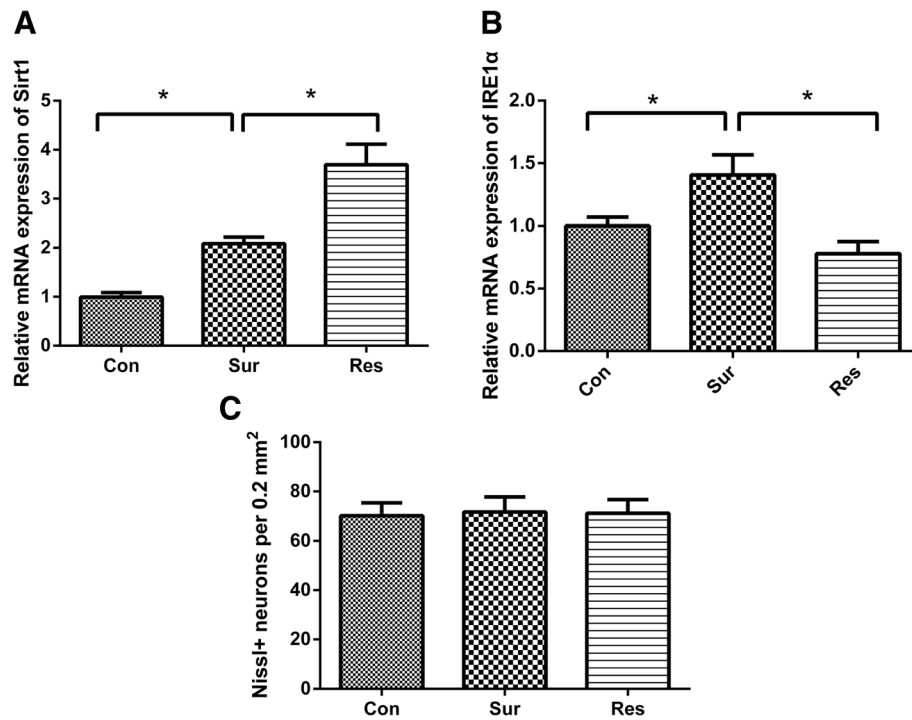 A
Relative mRNA expression of Sirt1
5
4
3
2
1
0
* *
Con Sur Res
B
Relative mRNA expression of IRE1α
2.0
1.5
1.0
0.5
0.0
* *
Con Sur Res
C
Nissl+ neurons per 0.2 mm²
100
80
60
40
20
0
Con Sur Res